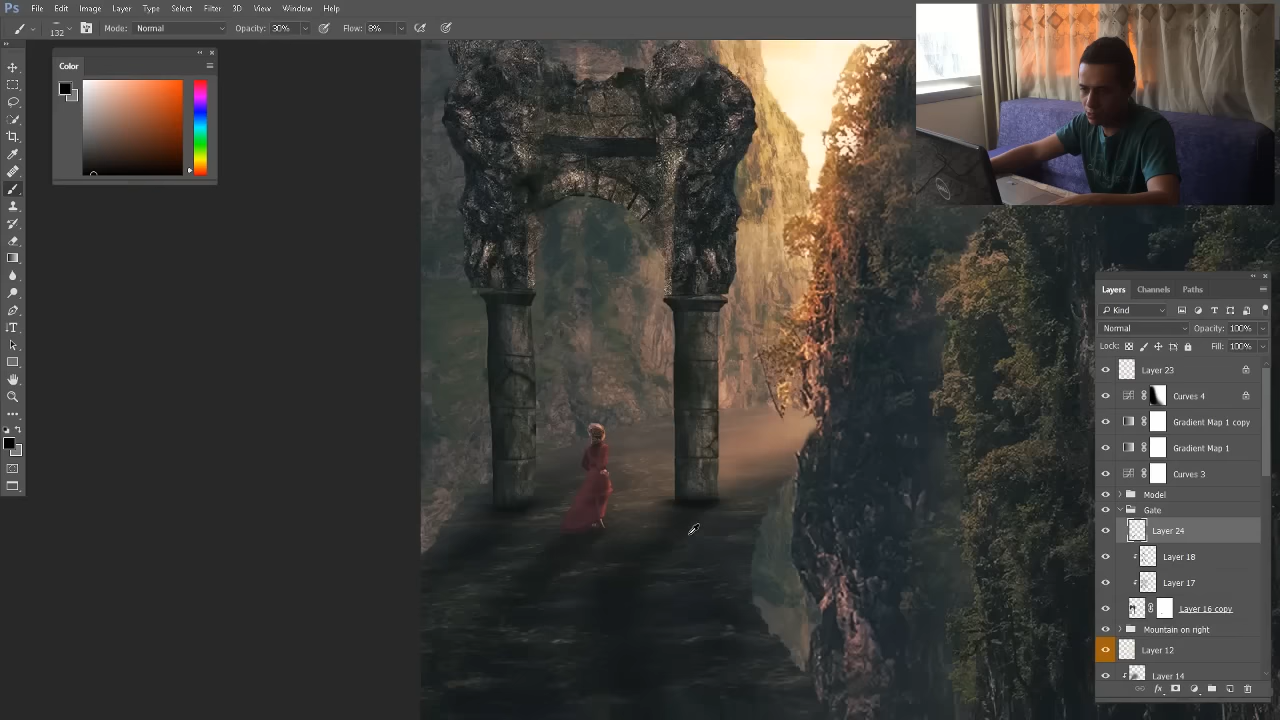 Ps File Edit Image Layer Type Select Filter 3D View Window Help
132 Mode: Normal Opacity: 30% Flow: 8%
Color
Layers Channels Paths
Kind
Normal Opacity: 100%
Lock: Fill: 100%
Layer 23
Curves 4
Gradient Map 1 copy
Gradient Map 1
Curves 3
Model
Gate
Layer 24
Layer 18
Layer 17
Layer 16 copy
Mountain on right
Layer 12
Layer 14
fx